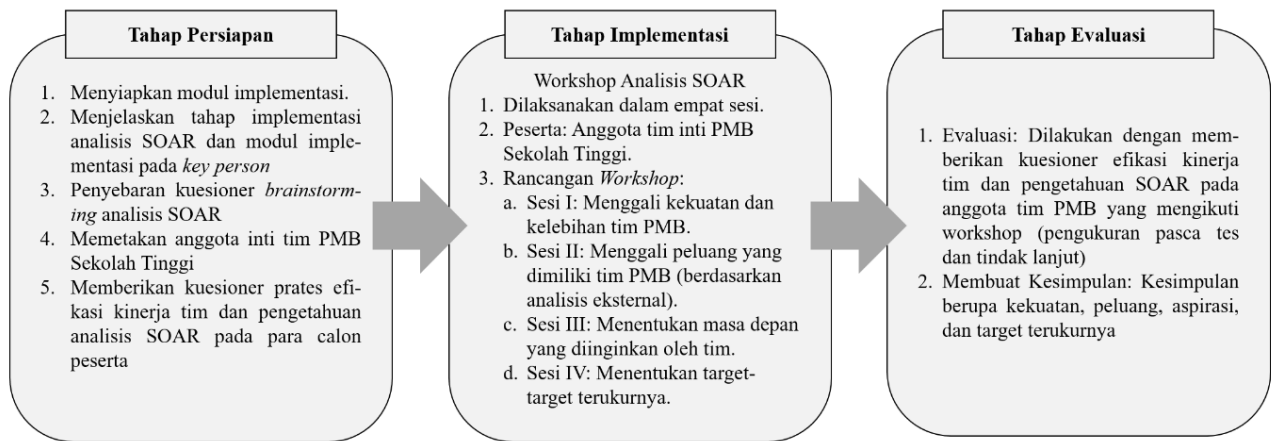 Tahap Persiapan
1. Menyiapkan modul implementasi.
2. Menjelaskan tahap implementasi
analisis SOAR dan modul imple-
mentasi pada key person
3. Penyebaran kuesioner brainstorm-
ing analisis SOAR
4. Memetakan anggota inti tim PMB
Sekolah Tinggi
5. Memberikan kuesioner prates efi-
kasi kinerja tim dan pengetahuan
analisis SOAR pada para calon
peserta
Tahap Implementasi
Workshop Analisis SOAR
1. Dilaksanakan dalam empat sesi.
2. Peserta: Anggota tim inti PMB
Sekolah Tinggi.
3. Rancangan Workshop:
a. Sesi I: Menggali kekuatan dan
kelebihan tim PMB.
b. Sesi II: Menggali peluang yang
dimiliki tim PMB (berdasarkan
analisis eksternal).
c. Sesi III: Menentukan masa depan
yang diinginkan oleh tim.
d. Sesi IV: Menentukan target-
target terukurnya.
Tahap Evaluasi
1. Evaluasi: Dilakukan dengan mem-
berikan kuesioner efikasi kinerja
tim dan pengetahuan SOAR pada
anggota tim PMB yang mengikuti
workshop (pengukuran pasca tes
dan tindak lanjut)
2. Membuat Kesimpulan: Kesimpulan
berupa kekuatan, peluang, aspirasi,
dan target terukurnya